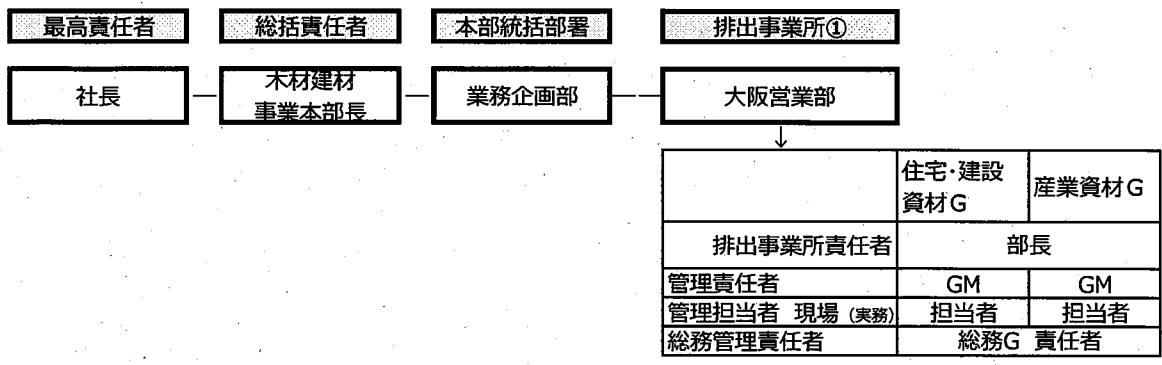 最高責任者 総括責任者 本部統括部署 排出事業所①
社長 木材建材 業務企画部 大阪営業部
事業本部長
住宅・建設 産業資材G
資材G
排出事業所責任者 部長
管理責任者 GM GM
管理担当者 現場(実務) 担当者 担当者
総務管理責任者 総務G 責任者